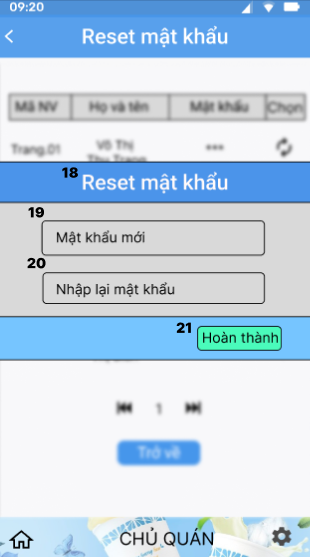 09:20
Reset mật khẩu
Mã NV Họ và tên Mật khẩu Chọn
Trang.01 Võ Thị ***
Thu Trang
18 Reset mật khẩu
19
Mật khẩu mới
20
Nhập lại mật khẩu
21 Hoàn thành
1
Trở về
CHỦ QUÁN